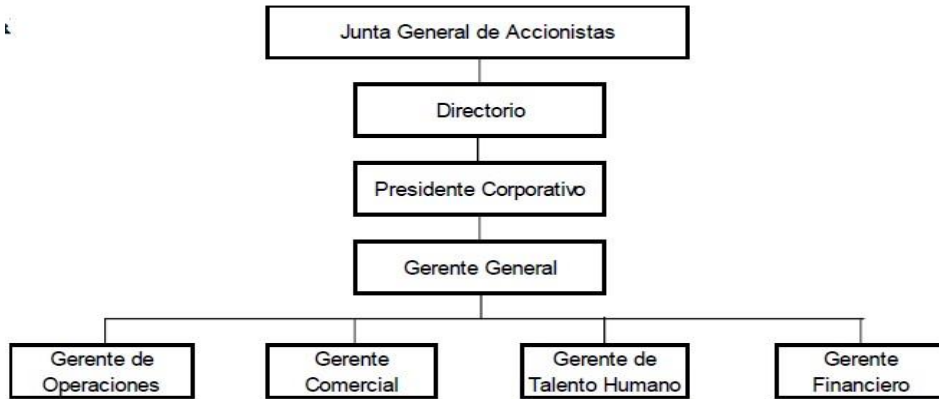 Junta General de Accionistas
Directorio
Presidente Corporativo
Gerente General
Gerente de
Operaciones
Gerente
Comercial
Gerente de
Talento Humano
Gerente
Financiero